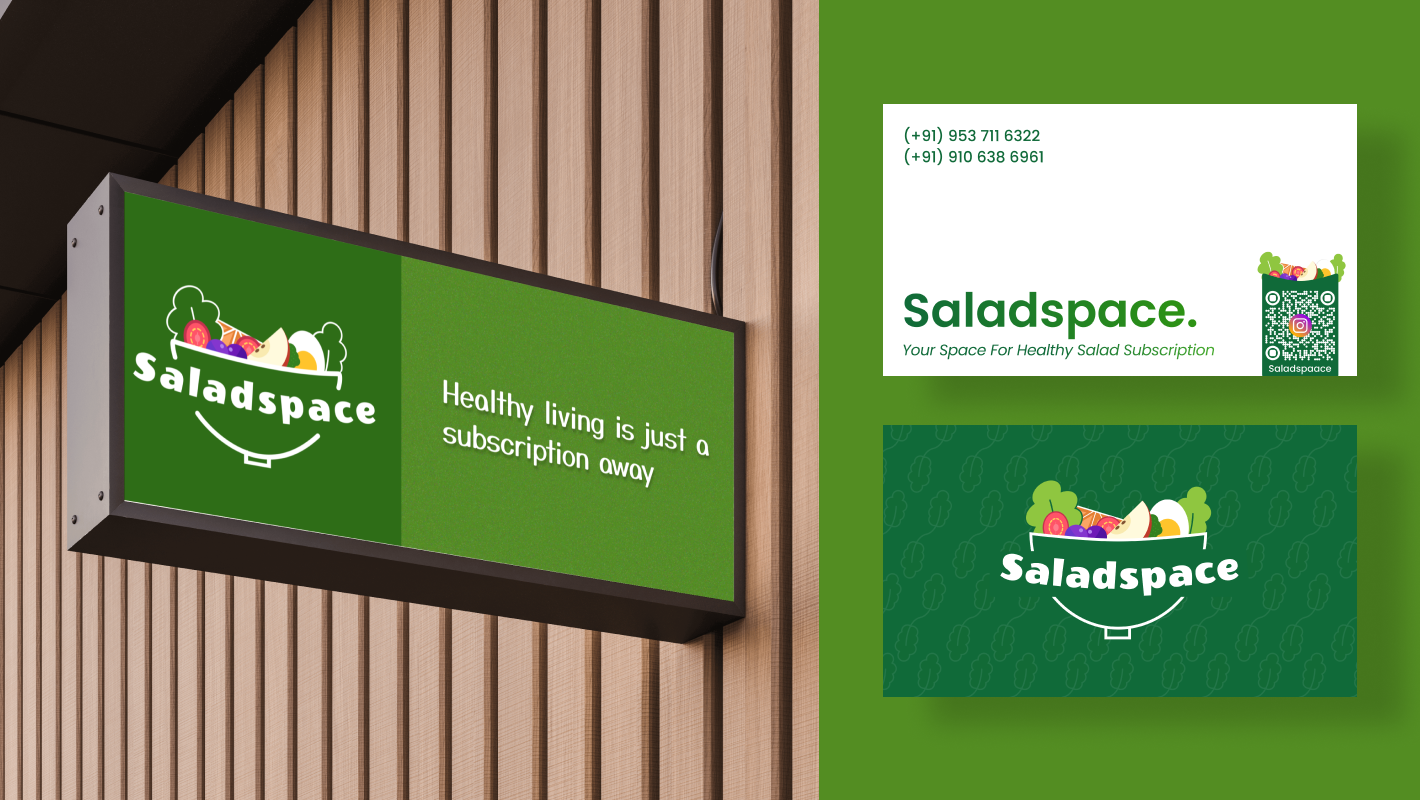 Saladspace
Healthy living is just a
subscription away
(+91) 953 711 6322
(+91) 910 638 6961
Saladspace.
Your Space For Healthy Salad Subscription
Saladspaace
Saladspace